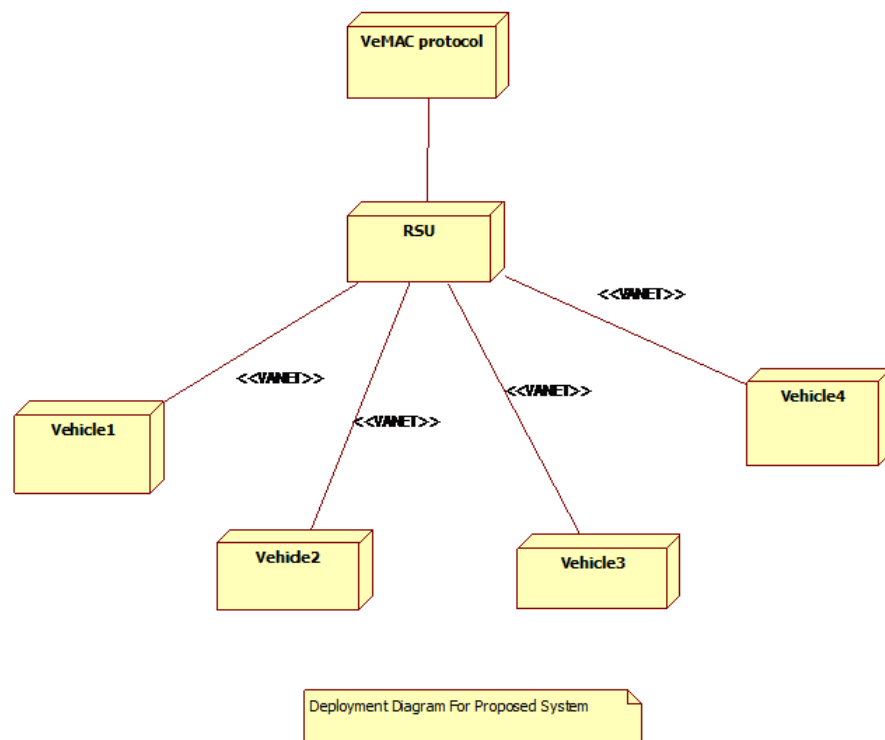 VeMAC protocol
RSU
<<VANET>>
<<VANET>>
<<VANET>>
<<VANET>>
Vehicle4
Vehicle1
Vehicle2
Vehicle3
Deployment Diagram For Proposed System